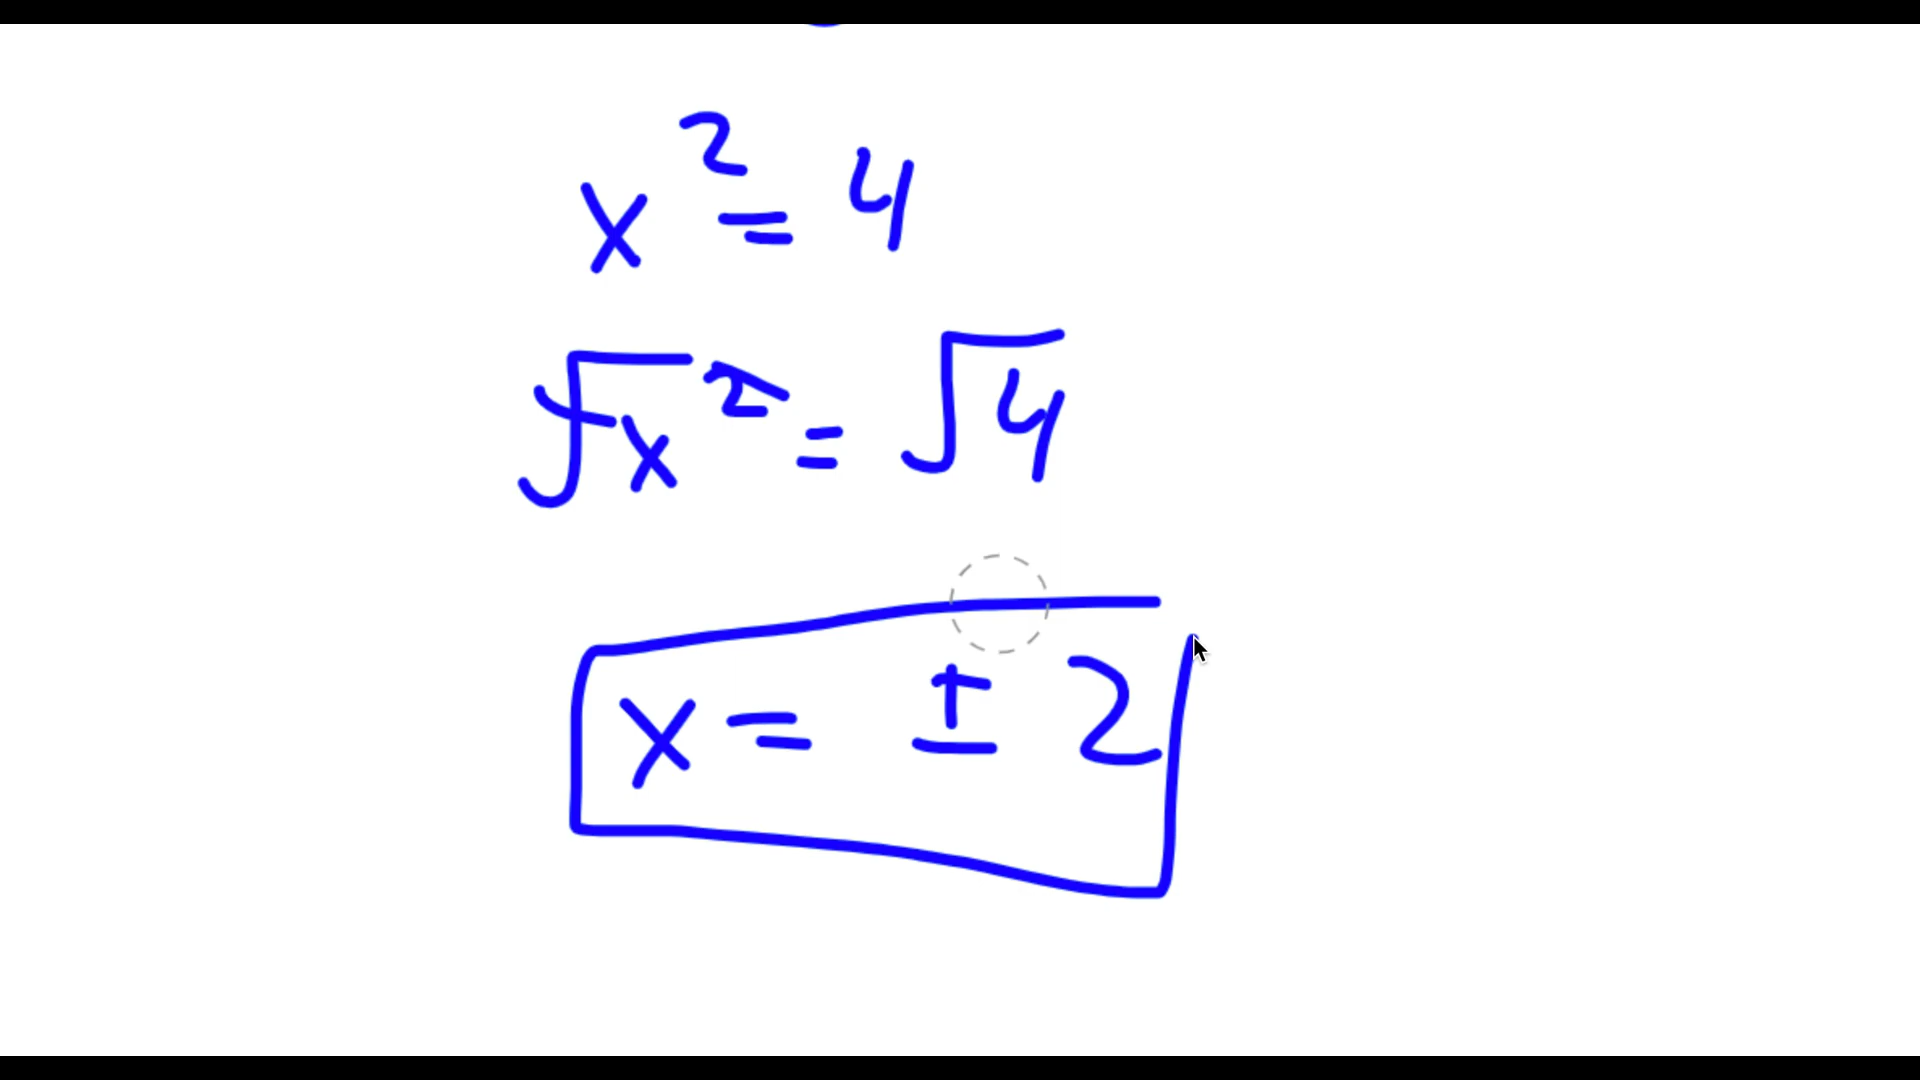 x² = 4
√x² = √4
x = ± 2